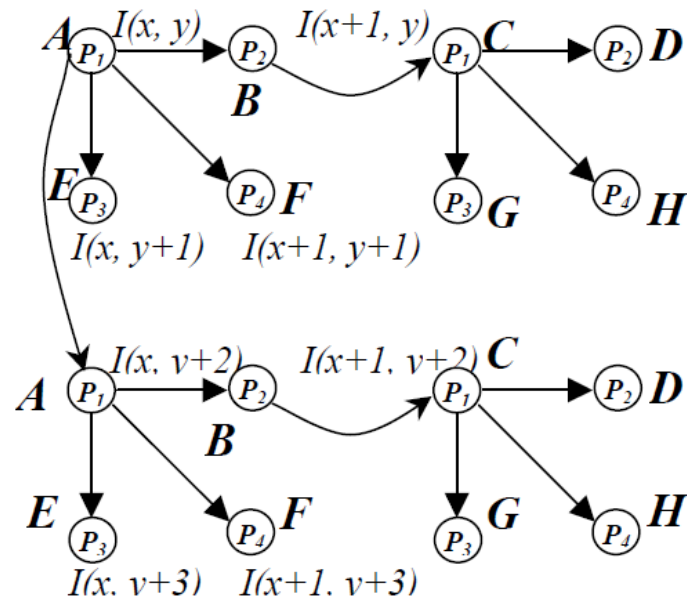 A I(x, y) I(x+1, y) C
P1 P2 P1 P2 D
B
E P3 P4 F P3 G P4 H
I(x, y+1) I(x+1, y+1)
I(x, y+2) I(x+1, y+2) C
A P1 P2 P1 P2 D
B
E F G H
P3 P4 P3 P4
I(x, y+3) I(x+1, y+3)